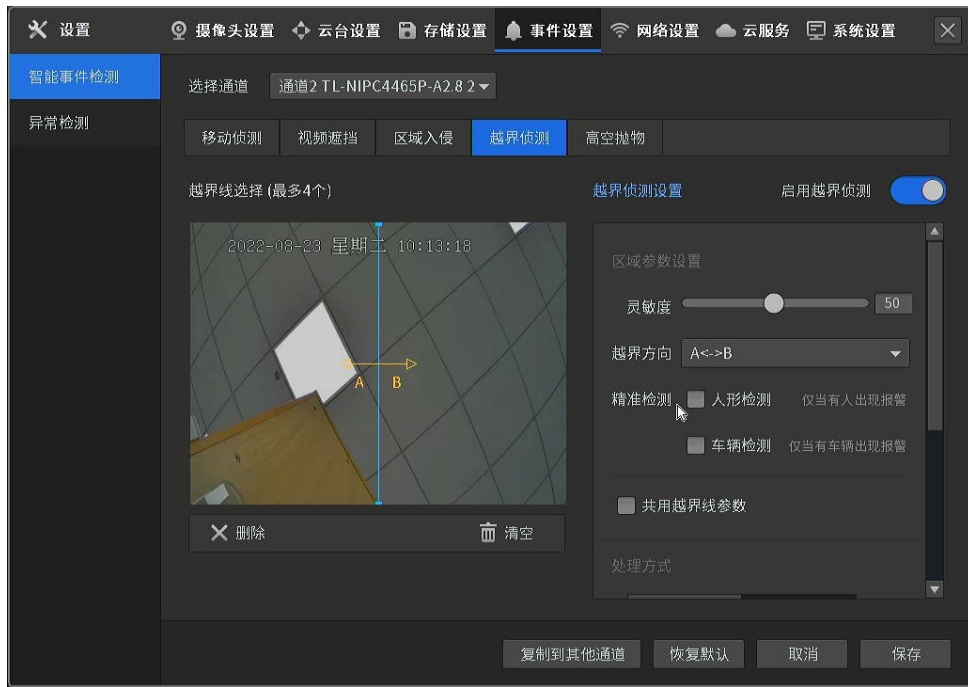 设置 摄像头设置 云台设置 存储设置 事件设置 网络设置 云服务 系统设置
智能事件检测
异常检测
选择通道 通道2 TL-NIPC4465P-A2.8 2
移动侦测 视频遮挡 区域入侵 越界侦测 高空抛物
越界线选择 (最多4个)
越界侦测设置 启用越界侦测
2022-08-23 星期二 10:13:18
A B
删除 清空
区域参数设置
灵敏度 50
越界方向 A<->B
精准检测 人形检测 仅当有人出现报警
车辆检测 仅当有车辆出现报警
共用越界线参数
处理方式
复制到其他通道 恢复默认 取消 保存